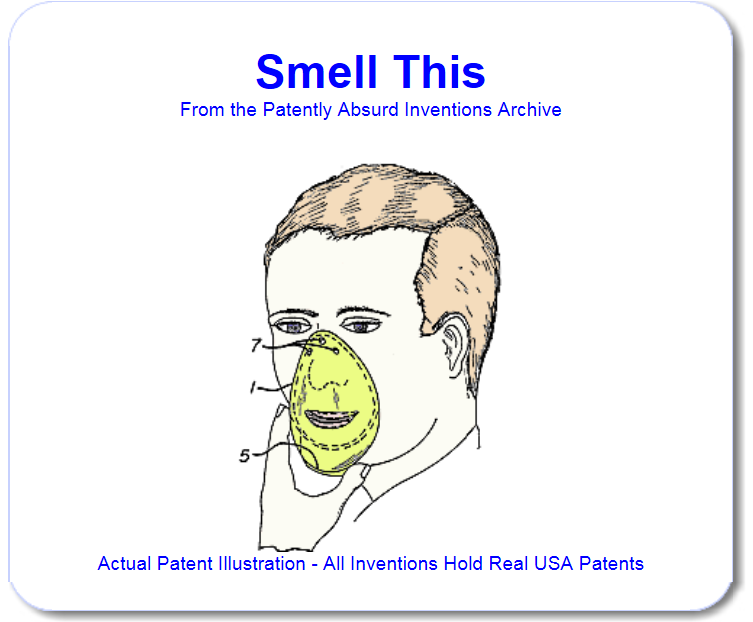 Smell This
From the Patently Absurd Inventions Archive
7
1
5
Actual Patent Illustration - All Inventions Hold Real USA Patents